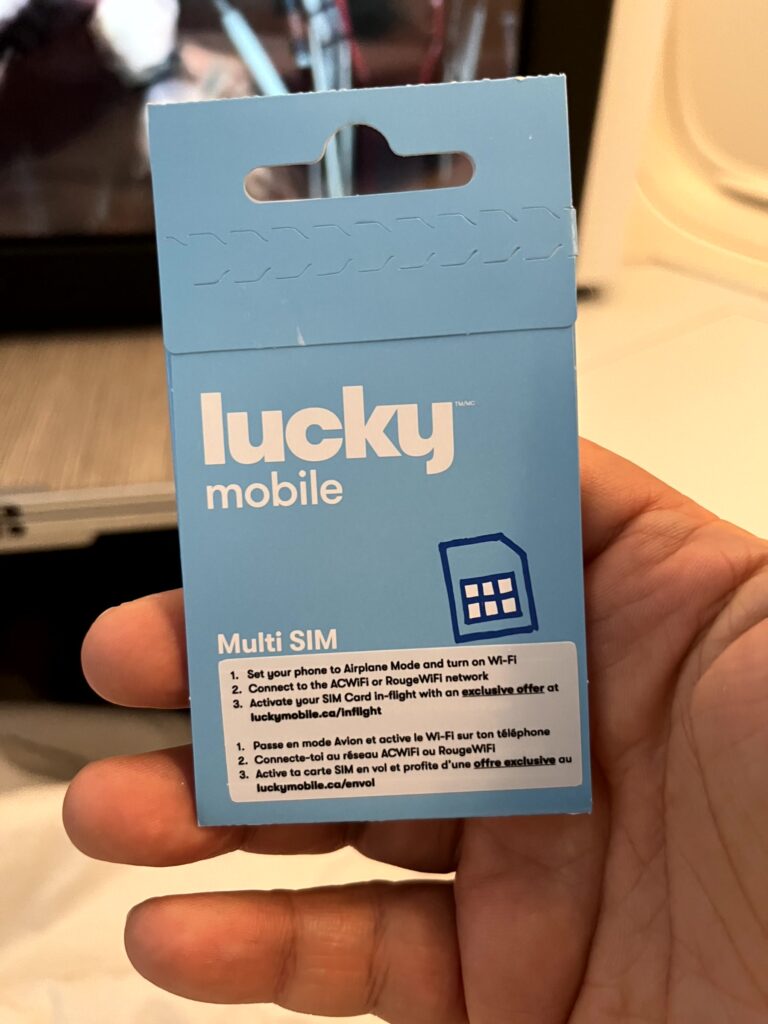 lucky TM/MC
mobile
Multi SIM
1. Set your phone to Airplane Mode and turn on Wi-Fi
2. Connect to the ACWiFi or RougeWiFi network
3. Activate your SIM Card in-flight with an exclusive offer at
luckymobile.ca/inflight
1. Passe en mode Avion et active le Wi-Fi sur ton téléphone
2. Connecte-toi au réseau ACWiFi ou RougeWiFi
3. Active ta carte SIM en vol et profite d'une offre exclusive au
luckymobile.ca/envol